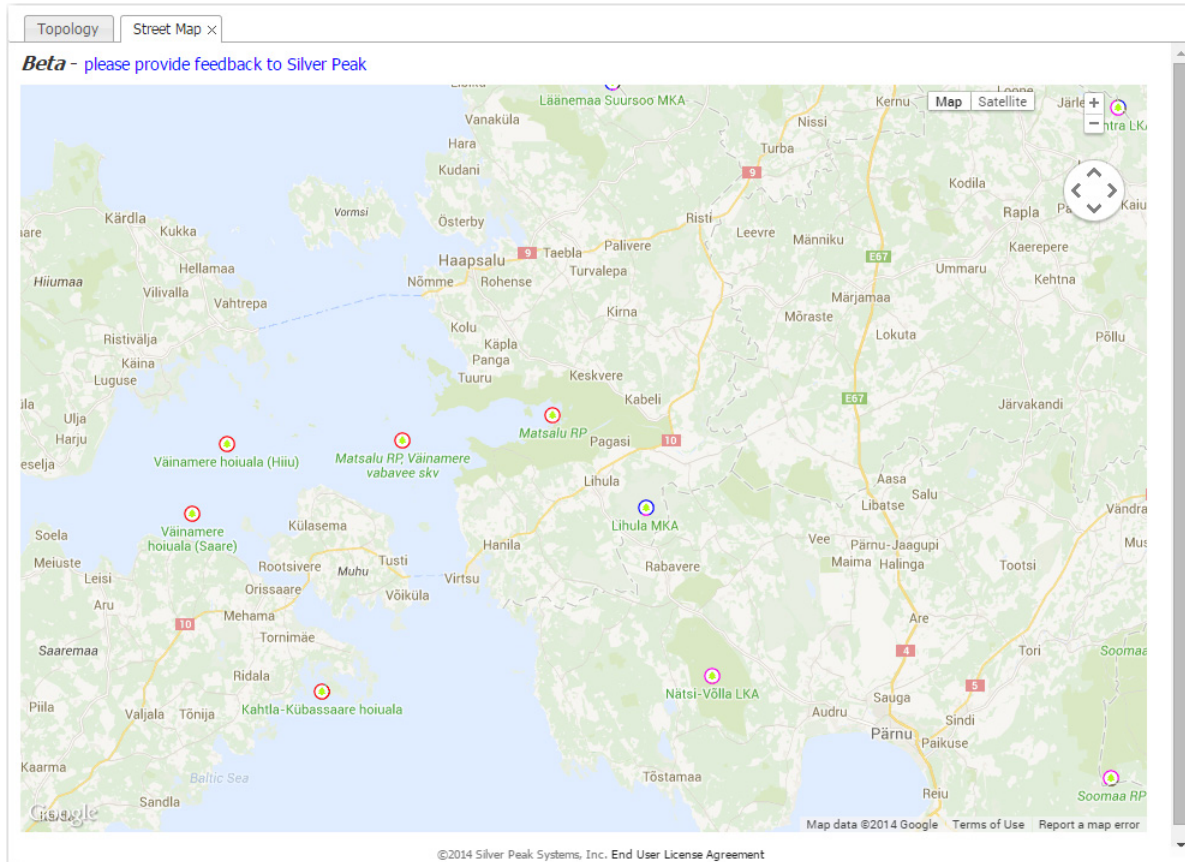 Topology
Street Map ×
Beta - please provide feedback to Silver Peak
Läänemaa Suursoo MKA
Kernu
Map
Satellite
Vanaküla
Nissi
Hara
Turba
Kudani
9
Kodila
Vormsi
Kärdla
Kukka
Österby
Risti
Rapla
Leevre
Männiku
Palivere
Haapsalu
9
Taebla
Kaerepere
E67
Hellamaa
Turvalepa
Ummaru
Hiiumaa
Nõmme
Rohense
Kehtna
Vilivalla
Vahtrepa
Märjamaa
Kirna
Mõraste
Kolu
Lokuta
Põllu
Ristivälja
Käpla
Käina
Panga
Luguse
Tuuru
Keskvere
Kabeli
E67
Järvakandi
Ulja
Matsalu RP
Harju
Pagasi
10
Väinamere hoiuala (Hiiu)
Matsalu RP, Väinamere
vabavee skv
Aasa
Lihula
Salu
Libatse
Vändra
Lihula MKA
Külasema
Väinamere
hoiuala (Saare)
Soela
Hanila
Vee
Pärnu-Jaagupi
Meiuste
Tusti
Maima
Halinga
Tootsi
Rootsivere
Muhu
Rabavere
Leisi
Virtsu
Orissaare
Võiküla
Aru
Mehama
10
Are
Tornimäe
Saaremaa
4
Tori
Ridala
5
Nätsi-Võlla LKA
Kahtla-Kübassaare hoiuala
Sauga
Piila
Valjala
Tõnija
Audru
Sindi
Pärnu
Paikuse
Kaarma
Baltic Sea
Tõstamaa
Reiu
Soomaa RP
Sandla
Google
Map data ©2014 Google
Terms of Use
Report a map error
©2014 Silver Peak Systems, Inc. End User License Agreement